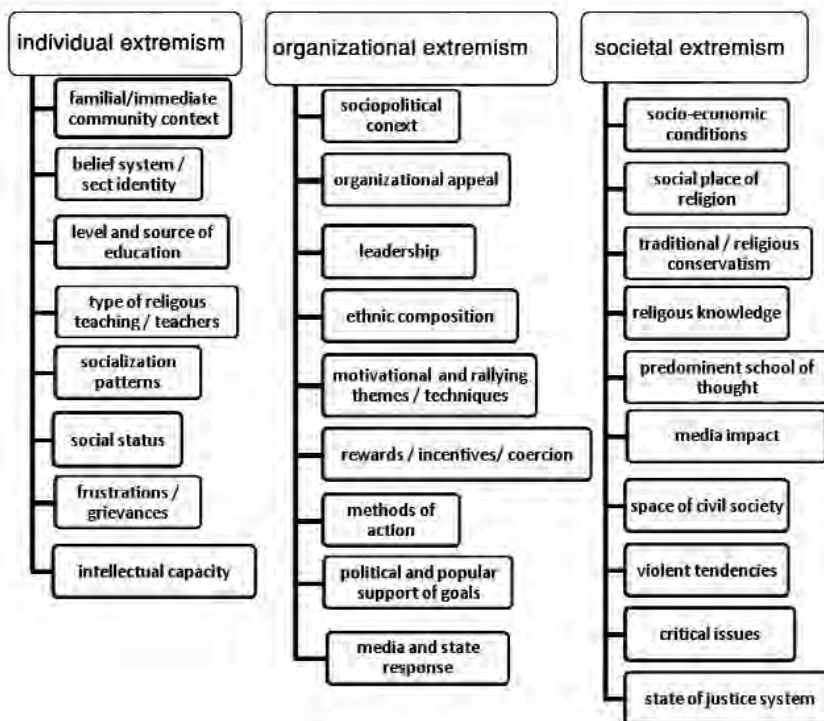 individual extremism
familial/immediate
community context
belief system /
sect identity
level and source of
education
type of religous
teaching / teachers
socialization
patterns
social status
frustrations /
grievances
intellectual capacity
organizational extremism
sociopolitical
conext
organizational appeal
leadership
ethnic composition
motivational and rallying
themes / techniques
rewards / incentives/ coercion
methods of
action
political and popular
support of goals
media and state
response
societal extremism
socio-economic
conditions
social place of
religion
traditional / religious
conservatism
religous knowledge
predominent school of
thought
media impact
space of civil society
violent tendencies
critical issues
state of justice system